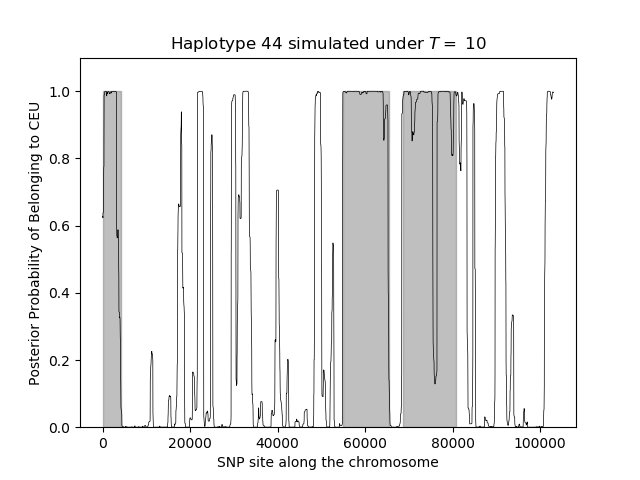 Haplotype 44 simulated under T = 10
Posterior Probability of Belonging to CEU
1.0
0.8
0.6
0.4
0.2
0.0
0 20000 40000 60000 80000 100000
SNP site along the chromosome